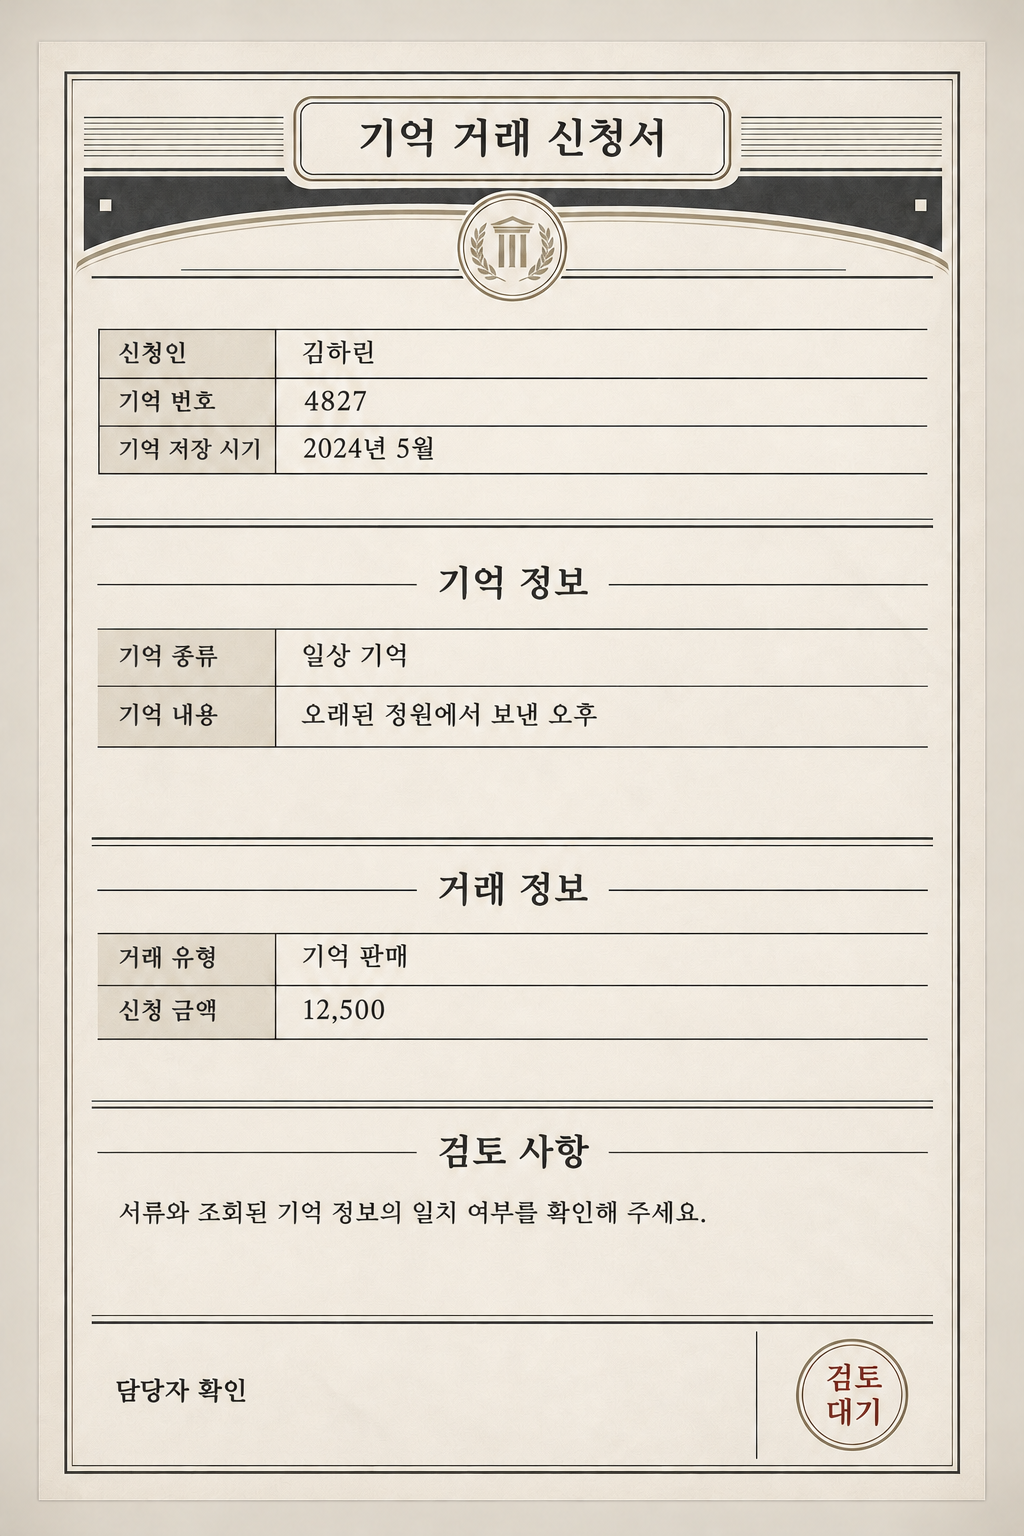 기억 거래 신청서
신청인 김하린
기억 번호 4827
기억 저장 시기 2024년 5월
기억 정보
기억 종류 일상 기억
기억 내용 오래된 정원에서 보낸 오후
거래 정보
거래 유형 기억 판매
신청 금액 12,500
검토 사항
서류와 조회된 기억 정보의 일치 여부를 확인해 주세요.
담당자 확인
검토
대기